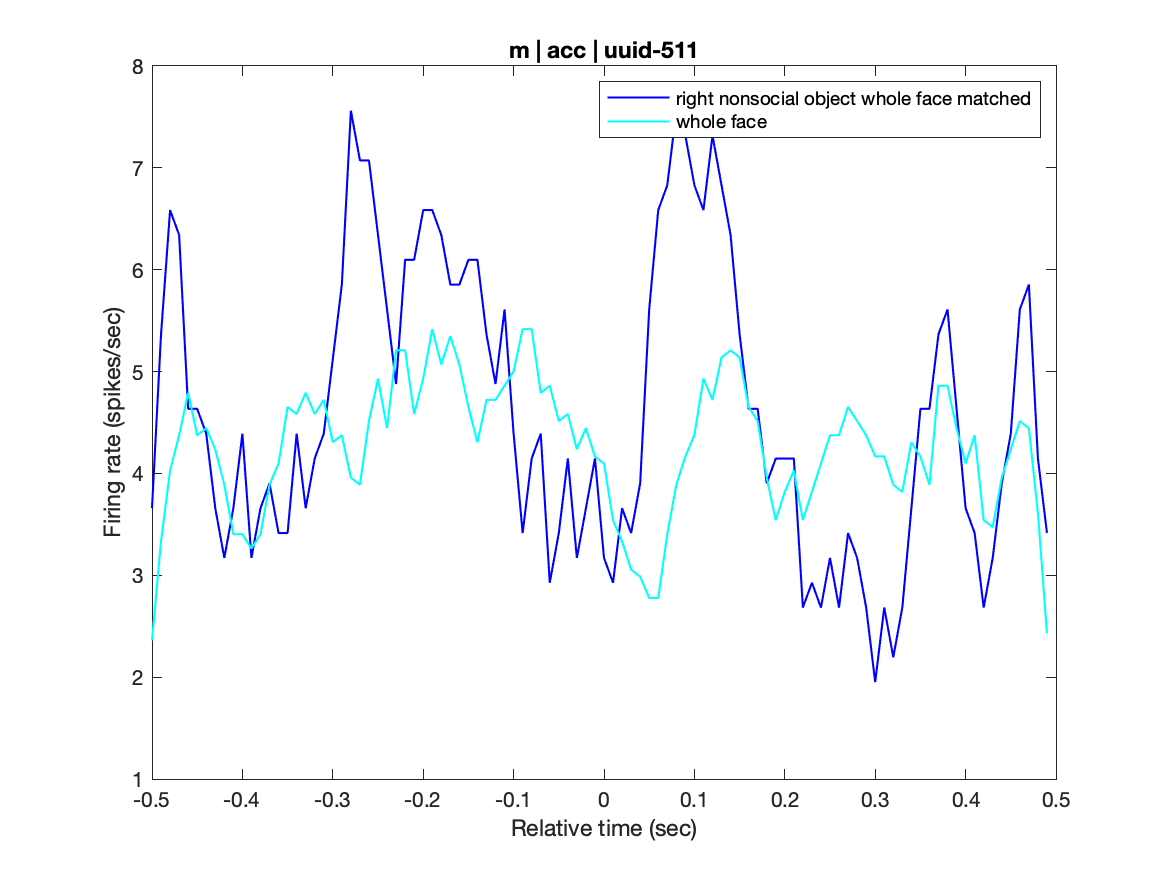 m | acc | uuid-511
right nonsocial object whole face matched
whole face
8
7
6
5
4
3
2
1
Firing rate (spikes/sec)
-0.5 -0.4 -0.3 -0.2 -0.1 0 0.1 0.2 0.3 0.4 0.5
Relative time (sec)